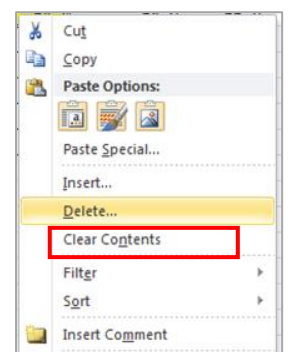 Cut
Copy
Paste Options:
Paste Special...
Insert...
Delete...
Clear Contents
Filter
Sort
Insert Comment